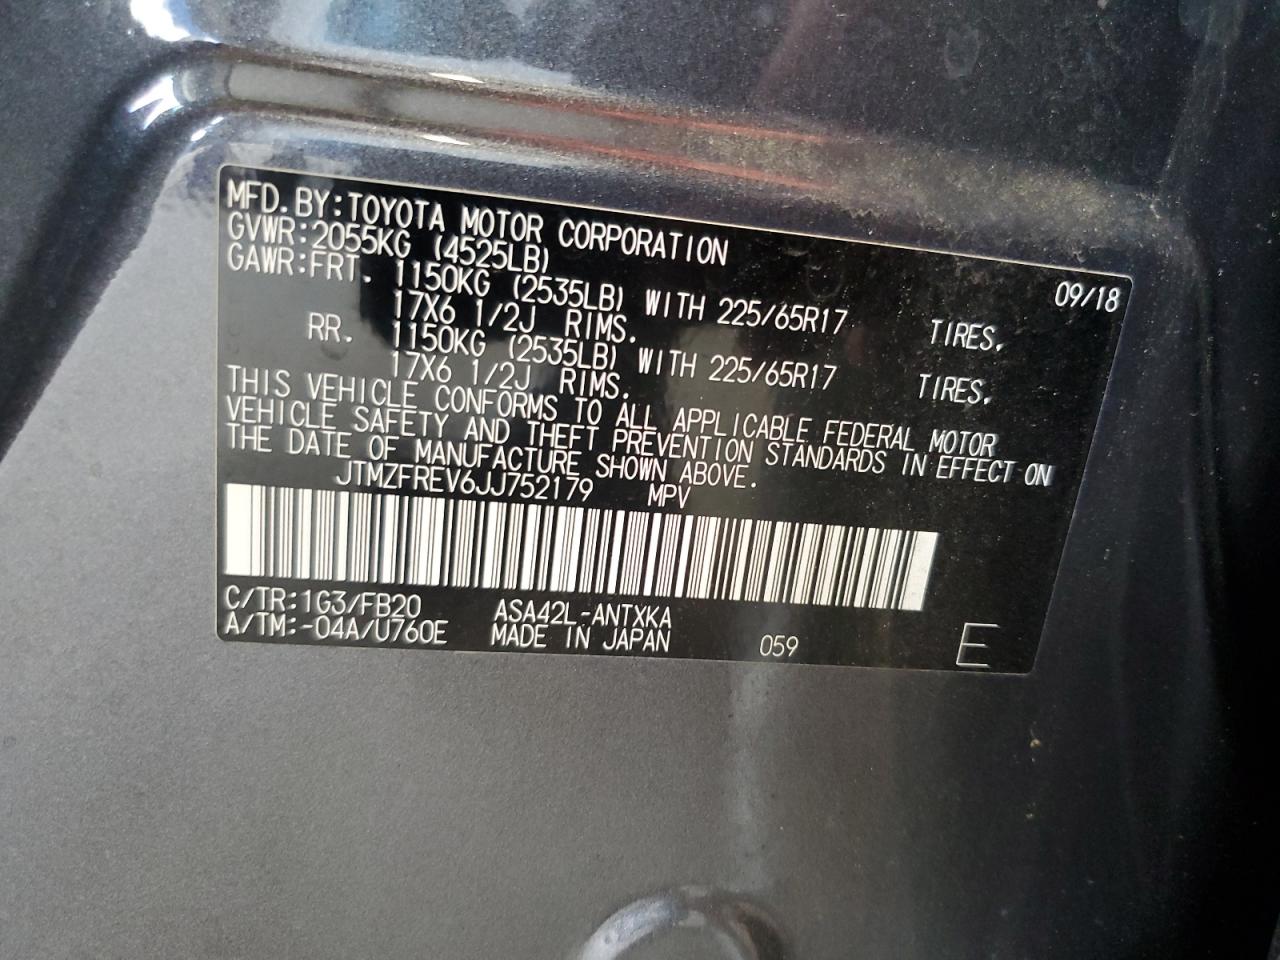 MFD.BY:TOYOTA MOTOR CORPORATION 09/18
GVWR:2055KG (4525LB)
GAWR:FRT. 1150KG (2535LB) WITH 225/65R17 TIRES,
17X6 1/2J RIMS.
RR. 1150KG (2535LB) WITH 225/65R17 TIRES,
17X6 1/2J RIMS.
THIS VEHICLE CONFORMS TO ALL APPLICABLE FEDERAL MOTOR
VEHICLE SAFETY AND THEFT PREVENTION STANDARDS IN EFFECT ON
THE DATE OF MANUFACTURE SHOWN ABOVE.
JTMZFREV6JJ752179 MPV
C/TR:1G3/FB20 ASA42L-ANTXKA
A/TM:-04A/U760E MADE IN JAPAN 059 E